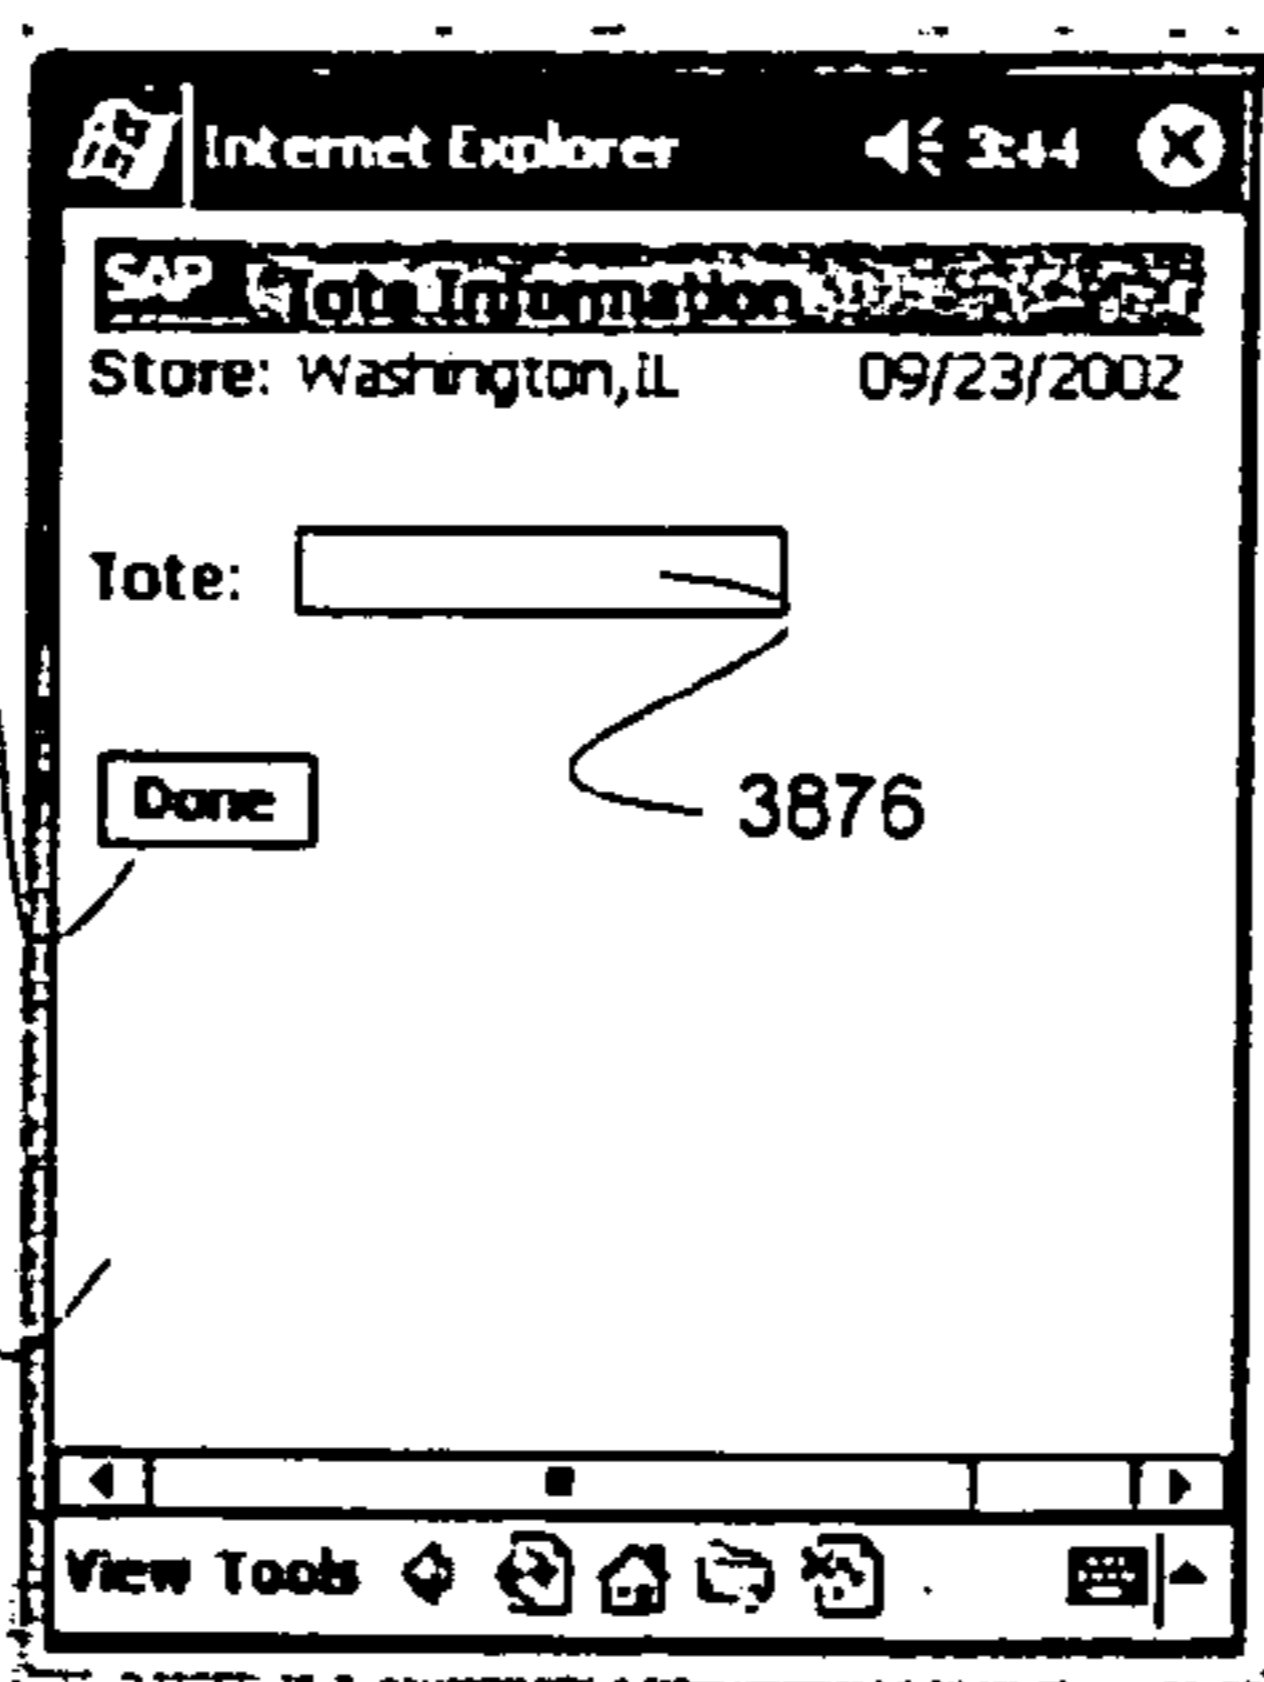 Internet Explorer 3:44
SAP Tote Information
Store: Washington,IL 09/23/2002
Tote:
Done
3876
View Tools